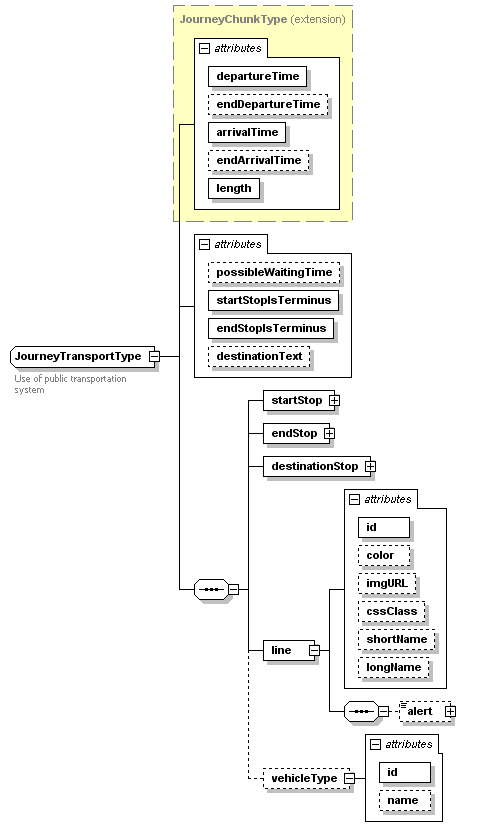 JourneyChunkType (extension)
attributes
departureTime
endDepartureTime
arrivalTime
endArrivalTime
length
attributes
possibleWaitingTime
startStopIsTerminus
endStopIsTerminus
destinationText
JourneyTransportType
Use of public transportation
system
startStop
endStop
destinationStop
attributes
id
color
imgURL
cssClass
shortName
longName
line
alert
attributes
id
name
vehicleType